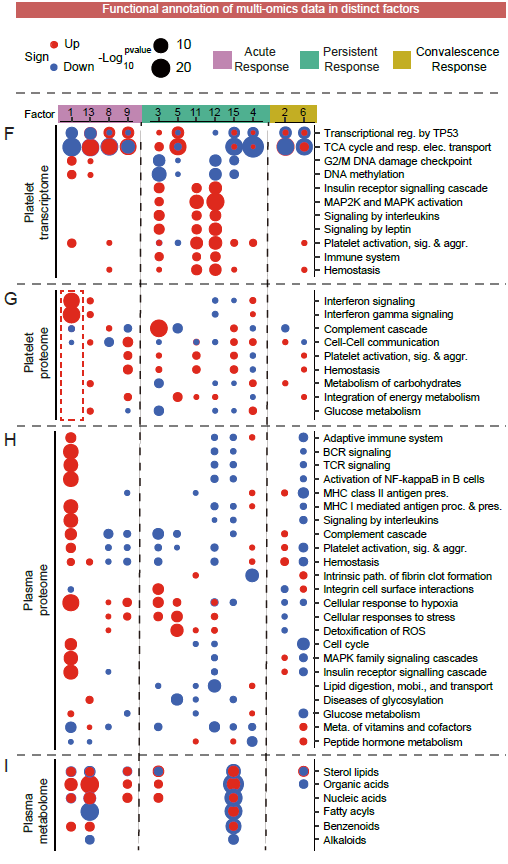 Functional annotation of multi-omics data in distinct factors
Sign Up Down -Log10 pvalue 10 20 Acute Response Persistent Response Convalescence Response
Factor 1 13 8 9 3 5 11 12 15 4 2 6
F
Platelet transcriptome
Transcriptional reg. by TP53
TCA cycle and resp. elec. transport
G2/M DNA damage checkpoint
DNA methylation
Insulin receptor signalling cascade
MAP2K and MAPK activation
Signaling by interleukins
Signaling by leptin
Platelet activation, sig. & aggr.
Immune system
Hemostasis
G
Platelet proteome
Interferon signaling
Interferon gamma signaling
Complement cascade
Cell-Cell communication
Platelet activation, sig. & aggr.
Hemostasis
Metabolism of carbohydrates
Integration of energy metabolism
Glucose metabolism
H
Plasma proteome
Adaptive immune system
BCR signaling
TCR signaling
Activation of NF-kappaB in B cells
MHC class II antigen pres.
MHC I mediated antigen proc. & pres.
Signaling by interleukins
Complement cascade
Platelet activation, sig. & aggr.
Hemostasis
Intrinsic path. of fibrin clot formation
Integrin cell surface interactions
Cellular response to hypoxia
Cellular responses to stress
Detoxification of ROS
Cell cycle
MAPK family signaling cascades
Insulin receptor signalling cascade
Lipid digestion, mobi., and transport
Diseases of glycosylation
Glucose metabolism
Meta. of vitamins and cofactors
Peptide hormone metabolism
I
Plasma metabolome
Sterol lipids
Organic acids
Nucleic acids
Fatty acyls
Benzenoids
Alkaloids